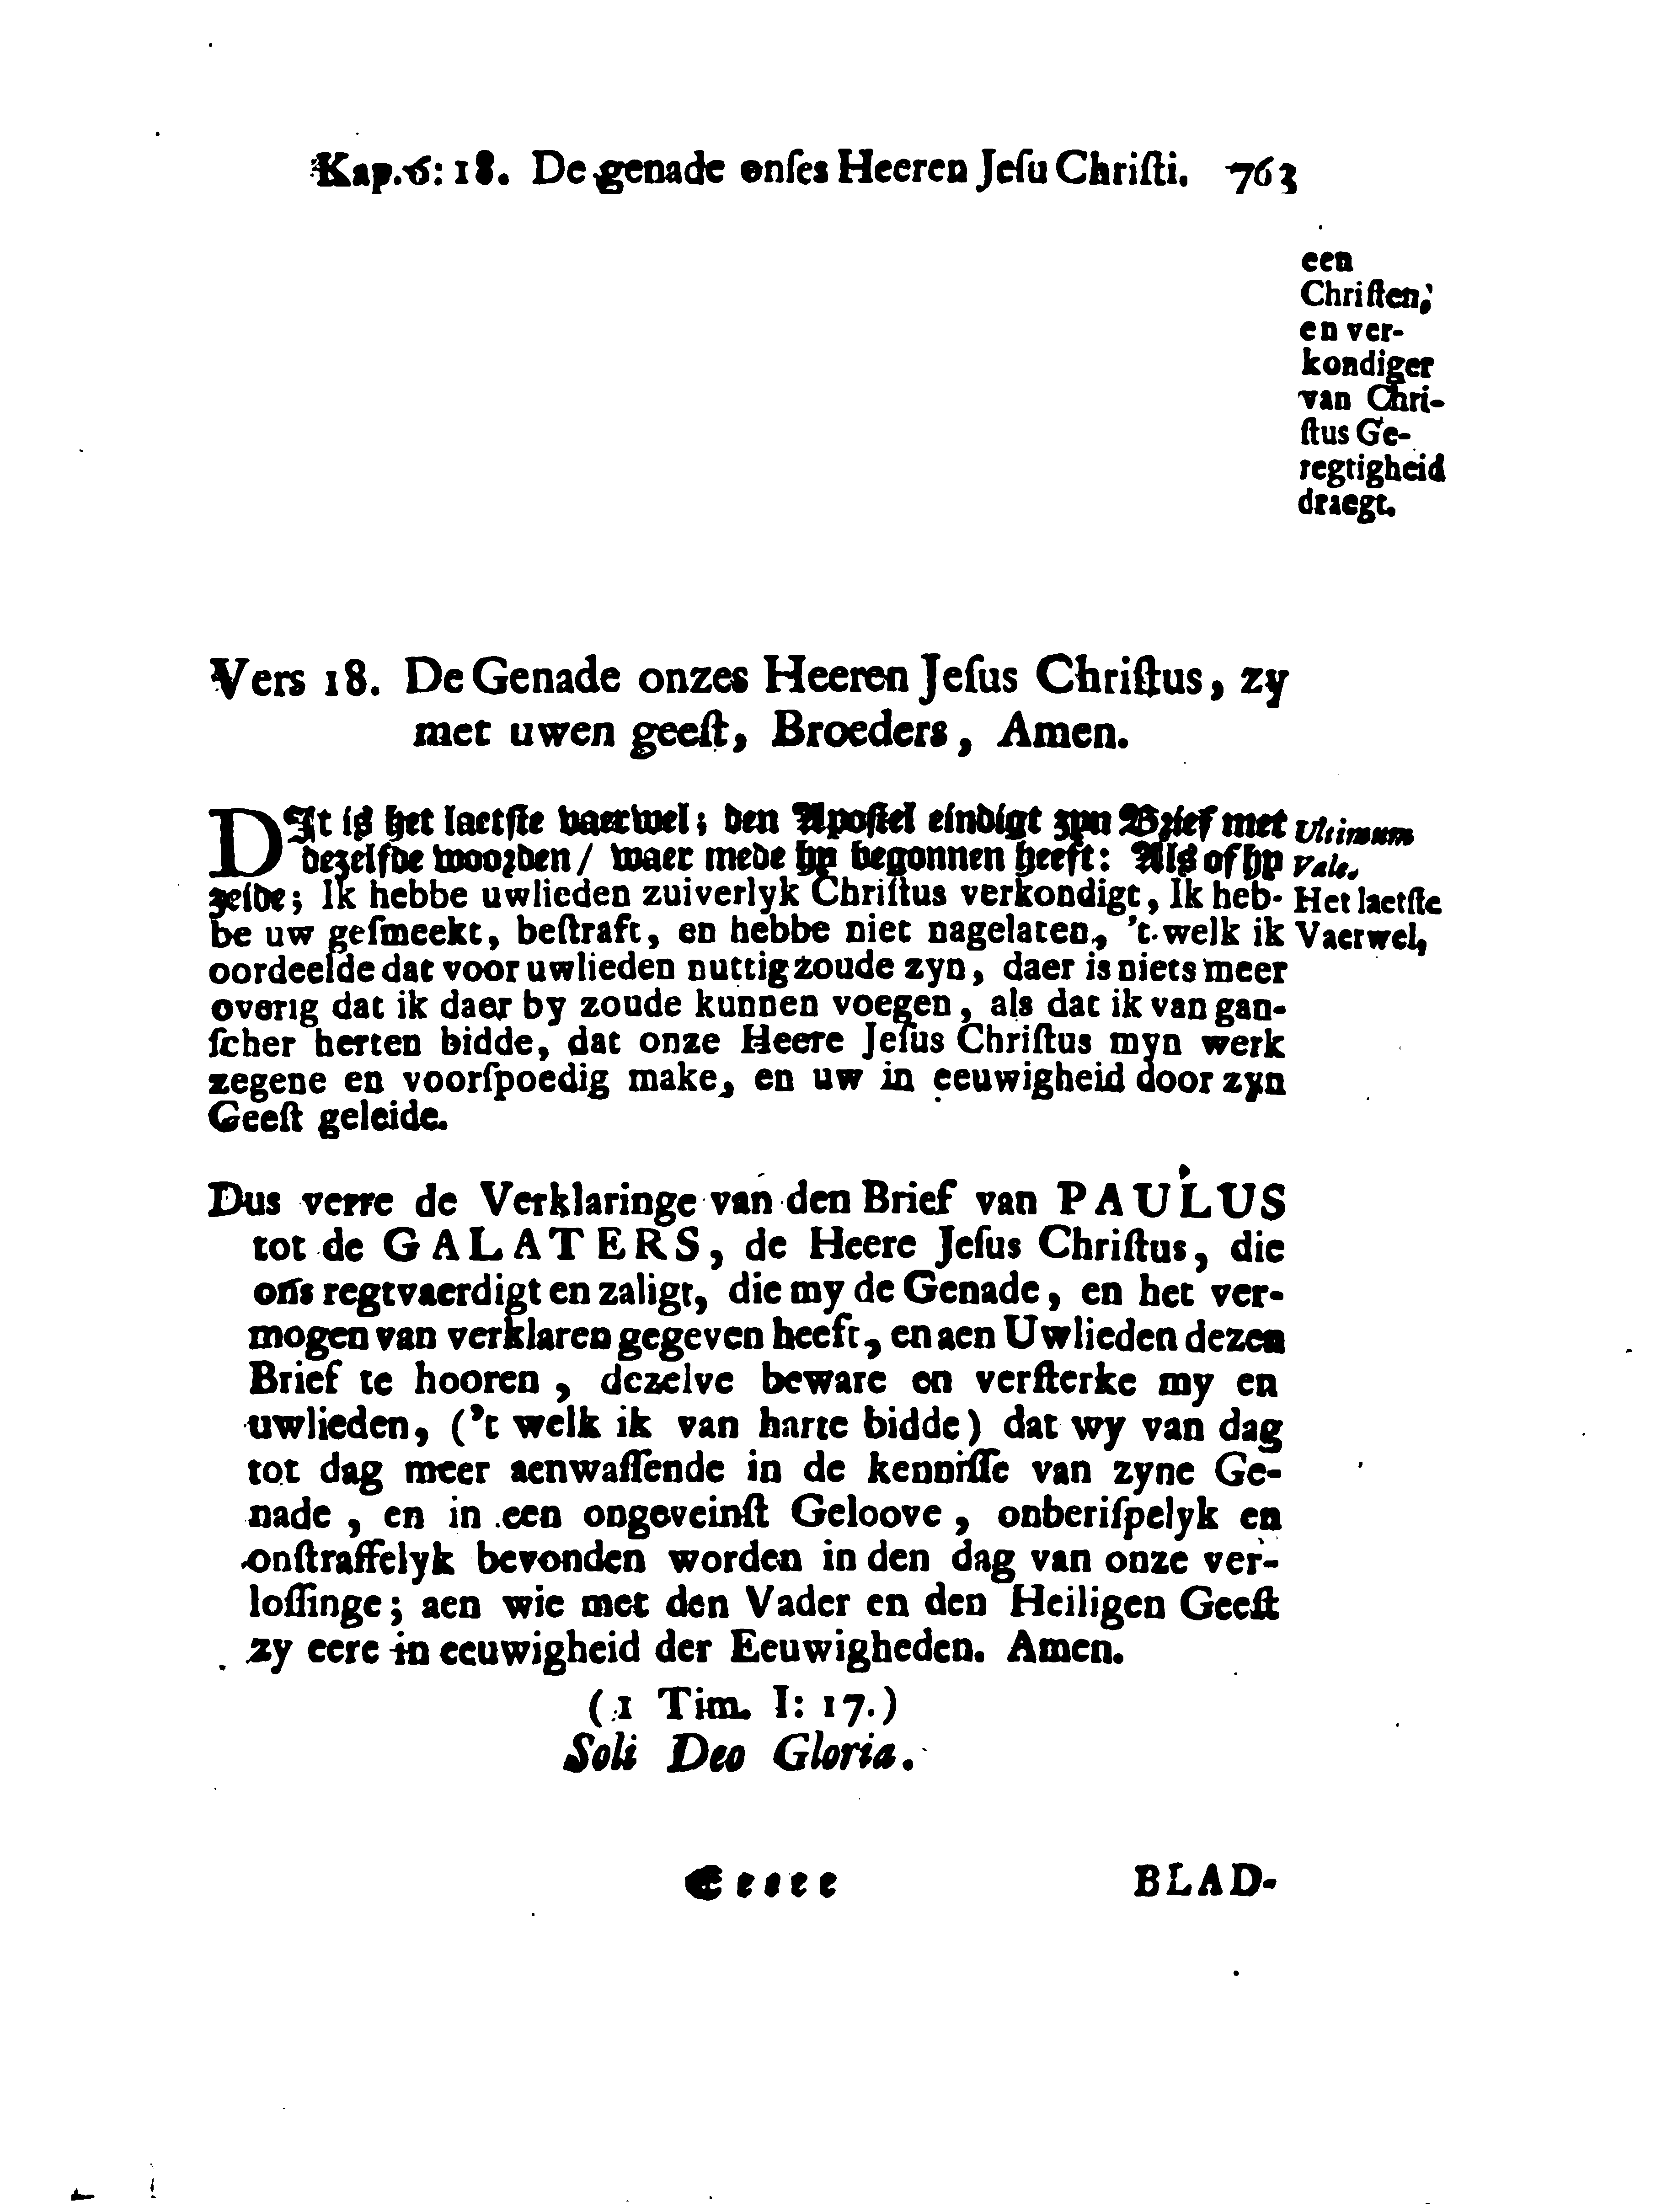 Kap. 6: 18. De genade onſes Heeren Jeſu Chriſti. 763
een
Chriſten,
en ver-
kondiger
van Chri-
ſtus Ge-
regtigheid
draegt.
Vers 18. De Genade onzes Heeren Jeſus Chriſtus, zy
met uwen geeſt, Broeders, Amen.
DIt is het laetſte vaerwel; den Apoſtel eindigt zyn Brief met
dezelfde woorden / waer mede hy begonnen heeft: Als of hy
zeide; Ik hebbe uwlieden zuiverlyk Chriſtus verkondigt, Ik heb-
be uw geſmeekt, beſtraft, en hebbe niet nagelaten, 't welk ik
oordeelde dat voor uwlieden nuttig zoude zyn, daer is niets meer
overig dat ik daer by zoude kunnen voegen, als dat ik van gan-
ſcher herten bidde, dat onze Heere Jeſus Chriſtus myn werk
zegene en voorſpoedig make, en uw in eeuwigheid door zyn
Geeſt geleide.
Ultimum
Vale.
Het laetſte
Vaerwel,
Dus verre de Verklaringe van den Brief van PAULUS
tot de GALATERS, de Heere Jeſus Chriſtus, die
ons regtvaerdigt en zaligt, die my de Genade, en het ver-
mogen van verklaren gegeven heeft, en aen Uwlieden dezen
Brief te hooren, dezelve beware en verſterke my en
uwlieden, ('t welk ik van harte bidde) dat wy van dag
tot dag meer aenwaſſende in de kenniſſe van zyne Ge-
nade, en in een ongeveinſt Geloove, onberiſpelyk en
onſtraffelyk bevonden worden in den dag van onze ver-
loſſinge; aen wie met den Vader en den Heiligen Geeſt
zy eere in eeuwigheid der Eeuwigheden. Amen.
(1 Tim. I: 17.)
Soli Deo Gloria.
Ccccc BLAD-